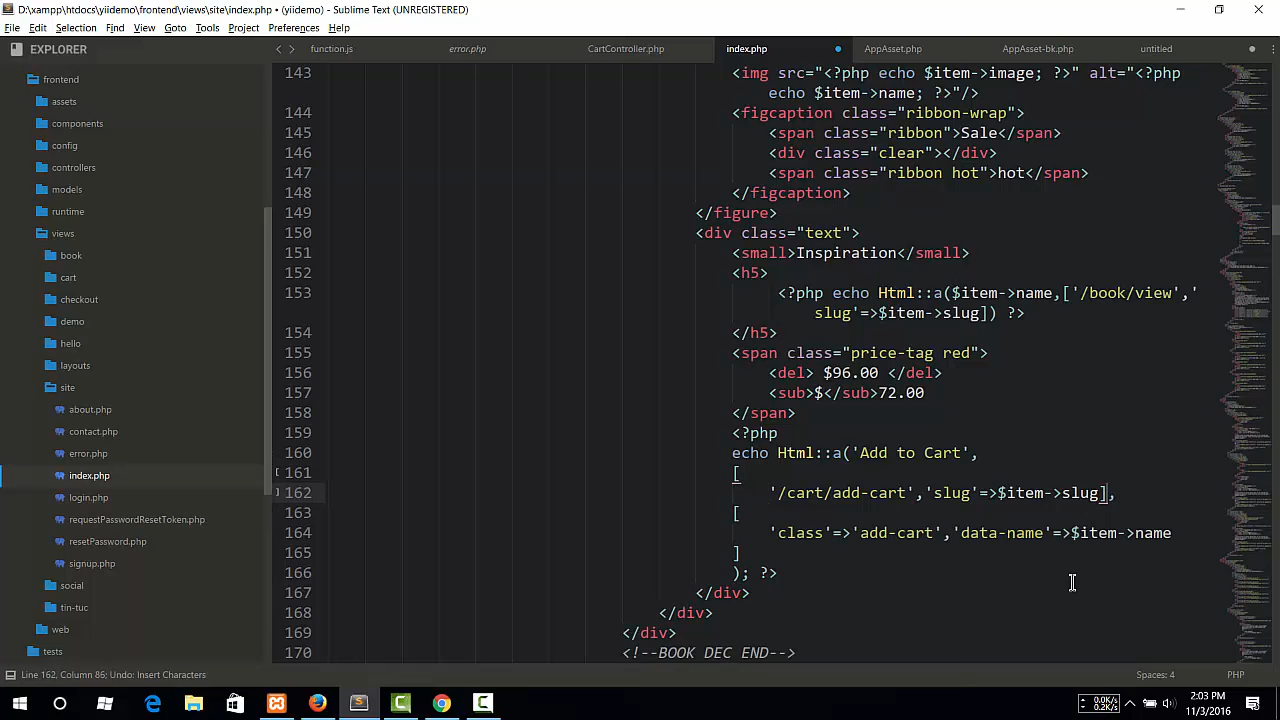 D:\xampp\htdocs\yiidemo\frontend\views\site\index.php • (yiidemo) - Sublime Text (UNREGISTERED)
File Edit Selection Find View Goto Tools Project Preferences Help
EXPLORER
function.js error.php CartController.php index.php AppAsset.php AppAsset-bk.php untitled
frontend
assets
components
config
controllers
models
runtime
views
book
cart
checkout
demo
hello
layouts
site
about.php
contact.php
error.php
index.php
login.php
requestPasswordResetToken.php
resetPassword.php
signup.php
social
tin-tuc
web
tests
143 <img src="<?php echo $item->image; ?>" alt="<?php
echo $item->name; ?>"/>
144 <figcaption class="ribbon-wrap">
145 <span class="ribbon">Sale</span>
146 <div class="clear"></div>
147 <span class="ribbon hot">hot</span>
148 </figcaption>
149 </figure>
150 <div class="text">
151 <small>Inspiration</small>
152 <h5>
153 <?php echo Html::a($item->name,['/book/view','
slug'=>$item->slug]) ?>
154 </h5>
155 <span class="price-tag red">
156 <del> $96.00 </del>
157 <sub>$</sub>72.00
158 </span>
159 <?php
160 echo Html::a('Add to Cart',
161 [
162 '/cart/add-cart','slug'=>$item->slug],
163 [
164 'class'=>'add-cart','data-name'=>$item->name
165 ]
166 ); ?>
167 </div>
168 </div>
169 </div>
170 <!--BOOK DEC END-->
Line 162, Column 86; Undo: Insert Characters Spaces: 4 PHP
0.0K/s
0.2K/s
2:03 PM
11/3/2016